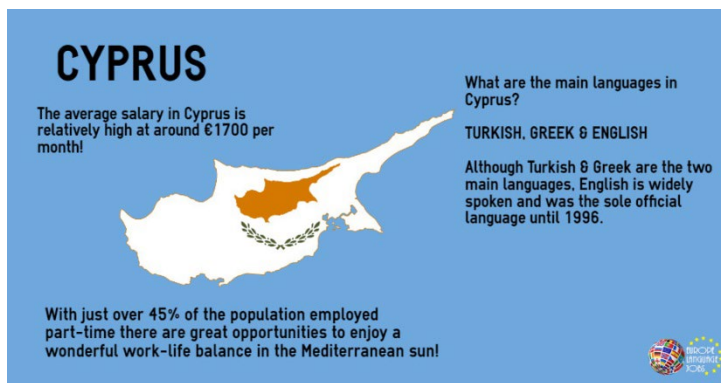 CYPRUS
The average salary in Cyprus is
relatively high at around €1700 per
month!
What are the main languages in
Cyprus?
TURKISH, GREEK & ENGLISH
Although Turkish & Greek are the two
main languages, English is widely
spoken and was the sole official
language until 1996.
With just over 45% of the population employed
part-time there are great opportunities to enjoy a
wonderful work-life balance in the Mediterranean sun!
EUROPE
LANGUAGE
JOBS